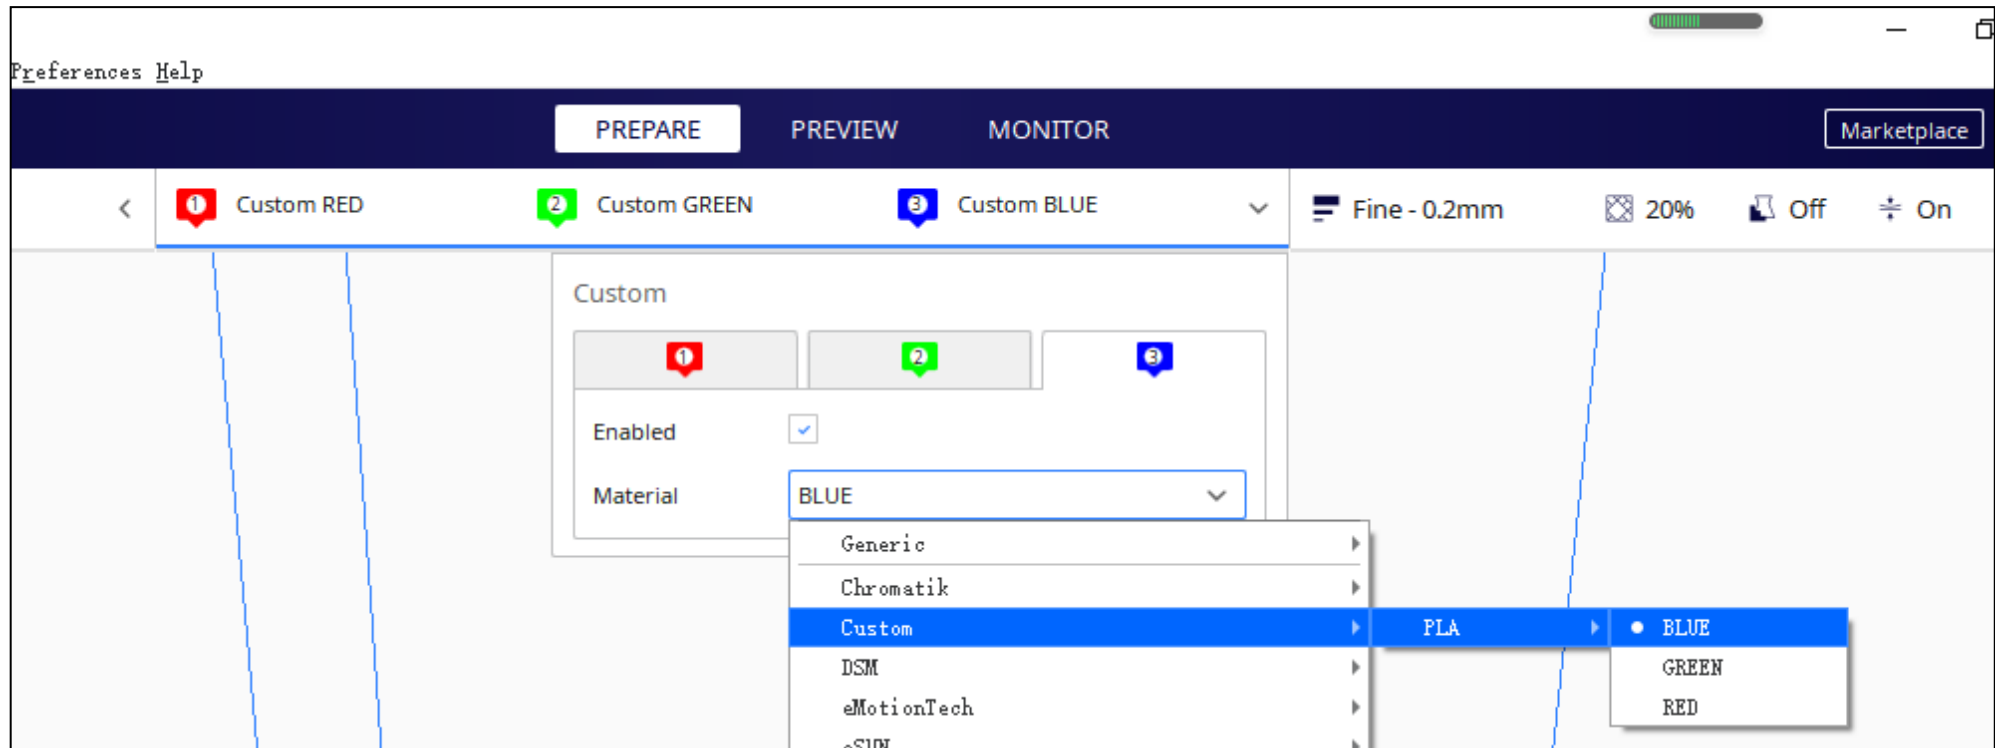 Preferences Help
PREPARE PREVIEW MONITOR Marketplace
1 Custom RED 2 Custom GREEN 3 Custom BLUE Fine - 0.2mm 20% Off On
Custom
1 2 3
Enabled
Material BLUE
Generic
Chromatik
Custom PLA BLUE
DSM GREEN
eMotionTech RED
eSUN